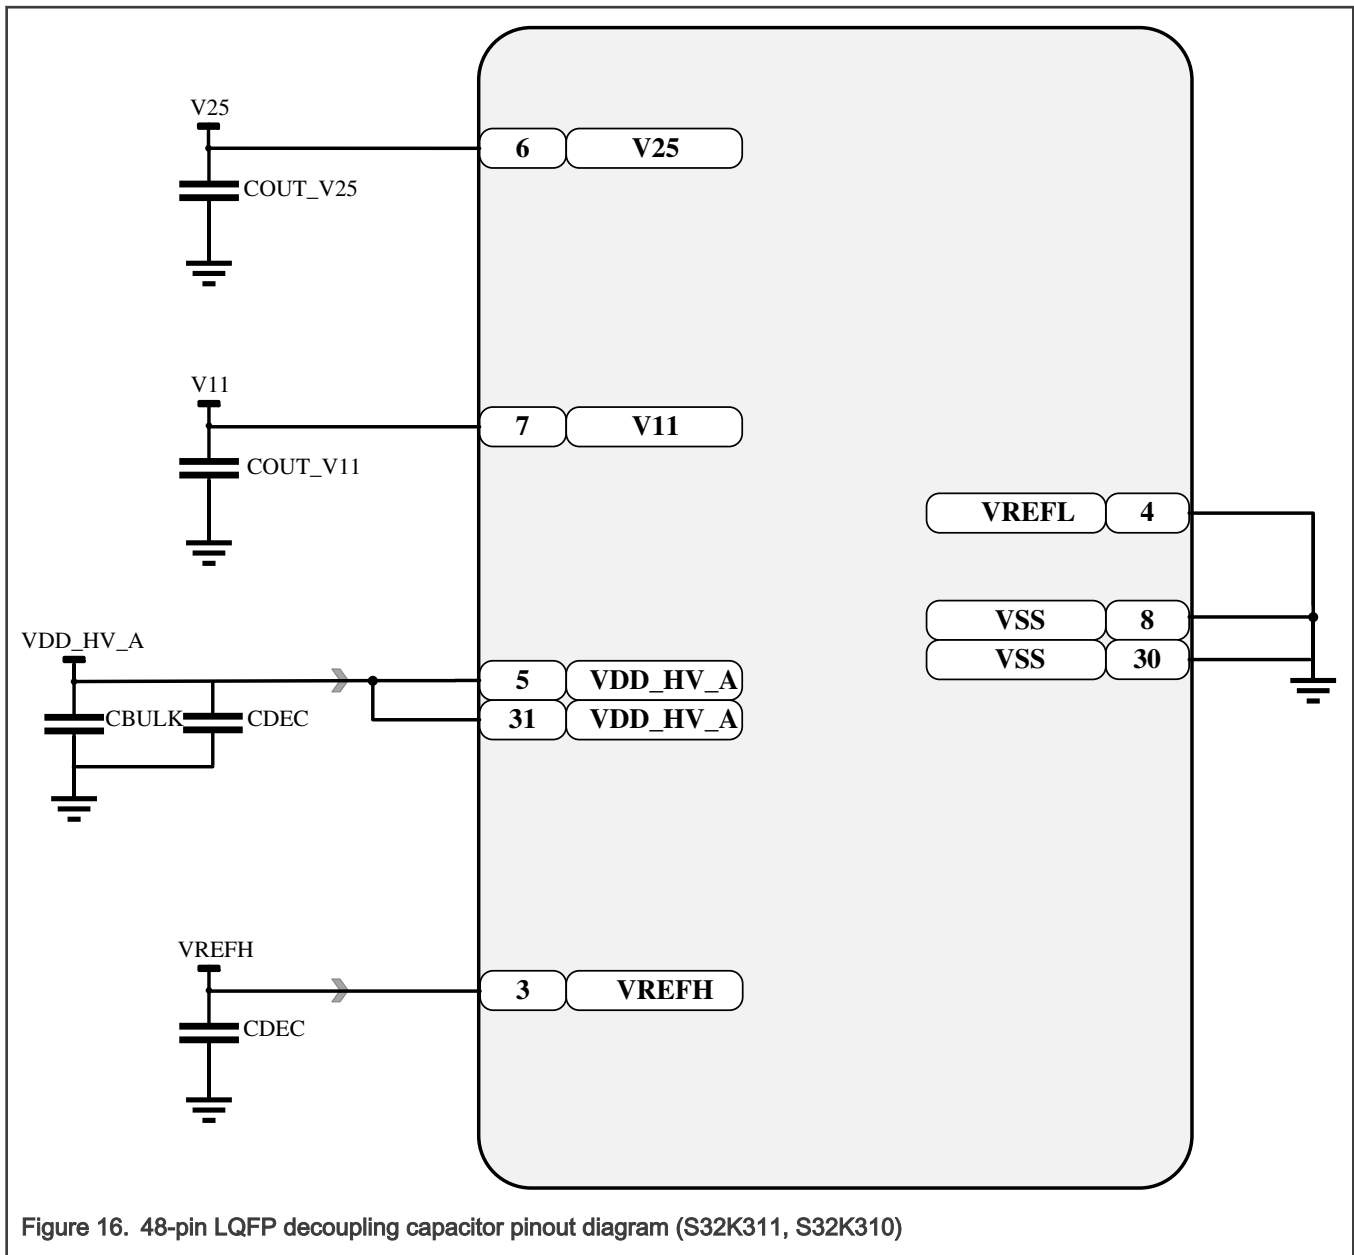 V25
6 V25
COUT_V25
V11
7 V11
COUT_V11
VREFL 4
VSS 8
VSS 30
VDD_HV_A
5 VDD_HV_A
31 VDD_HV_A
CBULK CDEC
VREFH
3 VREFH
CDEC
Figure 16. 48-pin LQFP decoupling capacitor pinout diagram (S32K311, S32K310)